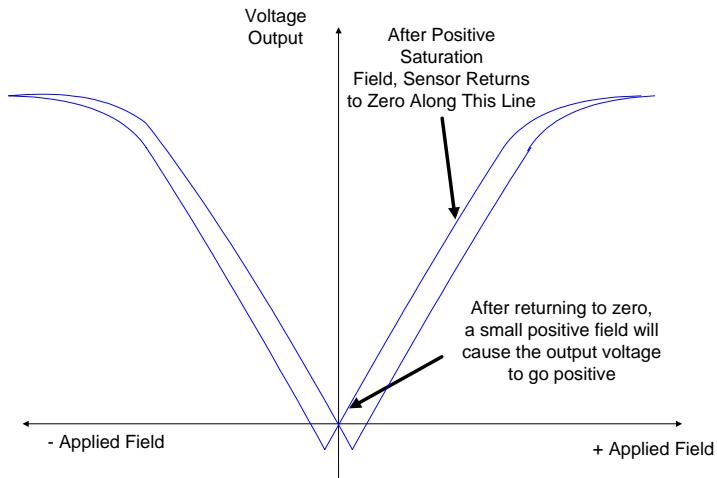 Voltage
Output
After Positive
Saturation
Field, Sensor Returns
to Zero Along This Line
After returning to zero,
a small positive field will
cause the output voltage
to go positive
- Applied Field
+ Applied Field